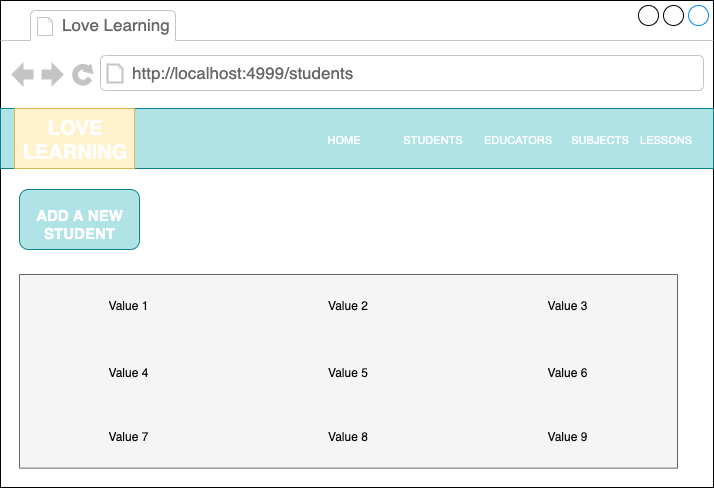 Love Learning
http://localhost:4999/students
LOVE
LEARNING
HOME STUDENTS EDUCATORS SUBJECTS LESSONS
ADD A NEW
STUDENT
Value 1 Value 2 Value 3
Value 4 Value 5 Value 6
Value 7 Value 8 Value 9